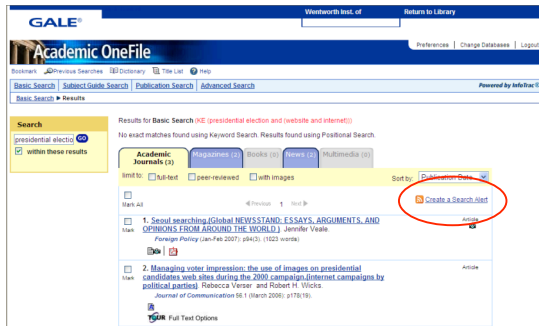 Wentworth Inst. of
Return to Library
GALE®
Academic OneFile
Preferences | Change Databases | Logout
Bookmark Previous Searches Dictionary Title List Help
Basic Search | Subject Guide Search | Publication Search | Advanced Search
Powered by InfoTrac®
Basic Search ▶ Results
Search
presidential electio GO
within these results
Results for Basic Search (KE (presidential election and (website and internet)))
No exact matches found using Keyword Search. Results found using Positional Search.
Academic Journals (3)
Magazines (2)
Books (0)
News (2)
Multimedia (0)
limit to: full-text peer-reviewed with images
Sort by: Publication Date
Mark All
Previous 1 Next
Create a Search Alert
Mark
1. Seoul searching.(Global NEWSSTAND: ESSAYS, ARGUMENTS, AND
OPINIONS FROM AROUND THE WORLD ). Jennifer Veale.
Foreign Policy (Jan-Feb 2007): p94(3). (1023 words)
Article
Mark
2. Managing voter impression: the use of images on presidential
candidates web sites during the 2000 campaign.(internet campaigns by
political parties). Rebecca Verser and Robert H. Wicks.
Journal of Communication 56.1 (March 2006): p178(19).
Article
Full Text Options